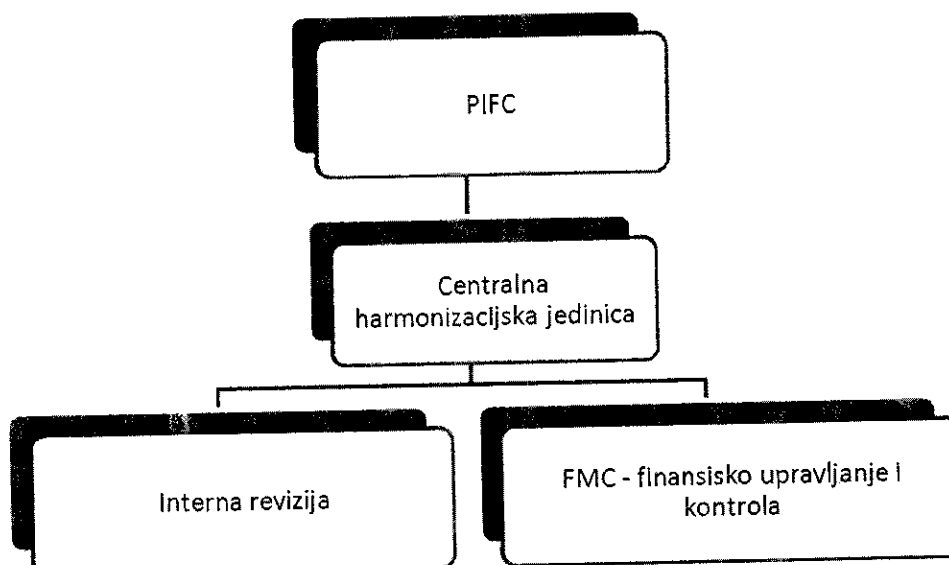 PIFC
Centralna
harmonizacijska jedinica
Interna revizija
FMC - finansisko upravljanje i
kontrola